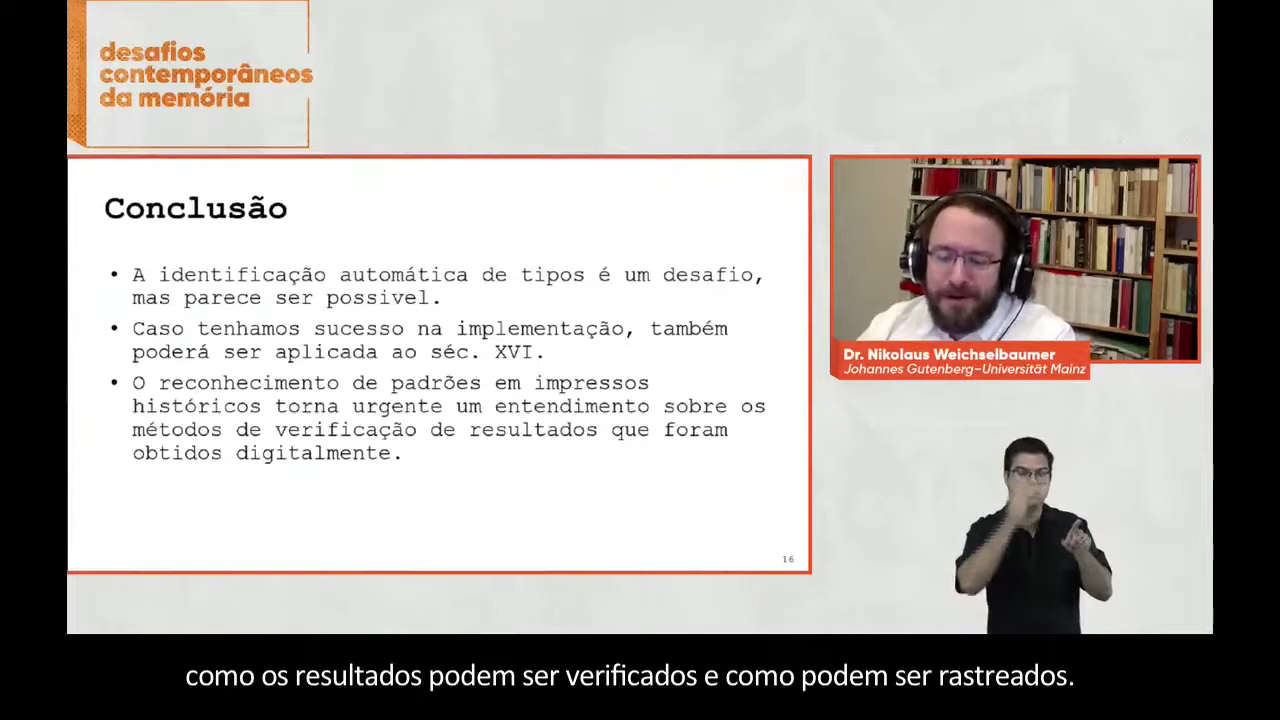 desafios
contemporâneos
da memória
Conclusão
• A identificação automática de tipos é um desafio,
mas parece ser possivel.
• Caso tenhamos sucesso na implementação, também
poderá ser aplicada ao séc. XVI.
• O reconhecimento de padrões em impressos
históricos torna urgente um entendimento sobre os
métodos de verificação de resultados que foram
obtidos digitalmente.
16
Dr. Nikolaus Weichselbaumer
Johannes Gutenberg-Universität Mainz
como os resultados podem ser verificados e como podem ser rastreados.